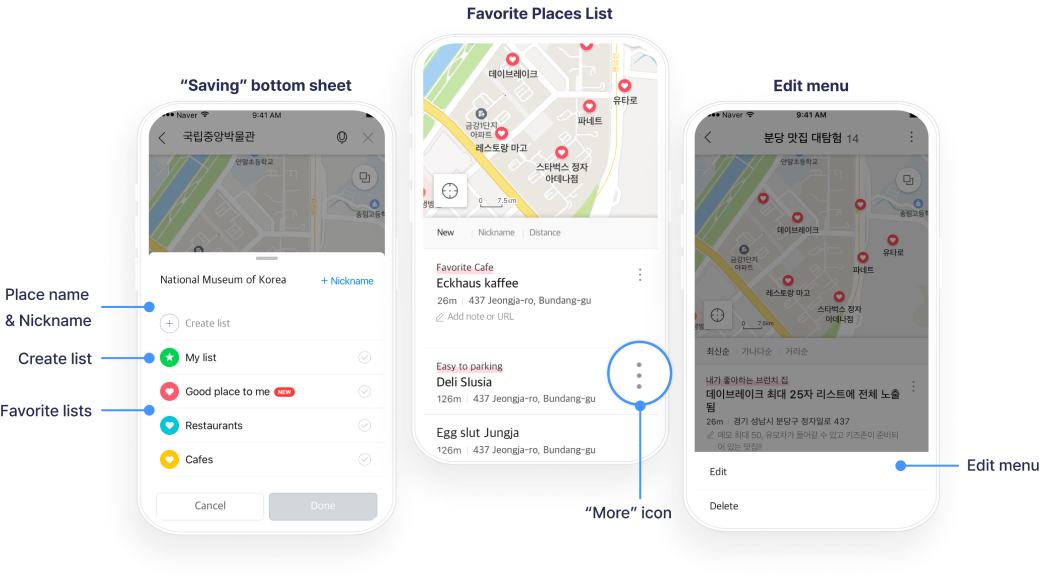 Favorite Places List
“Saving” bottom sheet
Edit menu
Naver 9:41 AM
국립중앙박물관
안말초등학교
송림고등학
National Museum of Korea + Nickname
Create list
My list
Good place to me NEW
Restaurants
Cafes
Cancel Done
Place name
& Nickname
Create list
Favorite lists
데이브레이크
유타로
파네트
금강1단지
아파트
레스토랑 마고
스타벅스 정자
아데나점
0 7.5km
New Nickname Distance
Favorite Cafe
Eckhaus kaffee
26m 437 Jeongja-ro, Bundang-gu
Add note or URL
Easy to parking
Deli Slusia
126m 437 Jeongja-ro, Bundang-gu
Egg slut Jungja
126m 437 Jeongja-ro, Bundang-gu
“More” icon
Naver 9:41 AM
분당 맛집 대탐험 14
안말초등학교
송림고등학
데이브레이크
유타로
금강1단지
아파트
파네트
레스토랑 마고
스타벅스 정자
아데나점
0 7.5km
최신순 가나다순 거리순
내가 좋아하는 브런치 집
데이브레이크 최대 25자 리스트에 전체 노출
됨
26m 경기 성남시 분당구 정자일로 437
메모 최대 50, 유모차가 들어갈 수 있고 키즈존이 준비되
어 있는 맛집!!
Edit
Delete
Edit menu